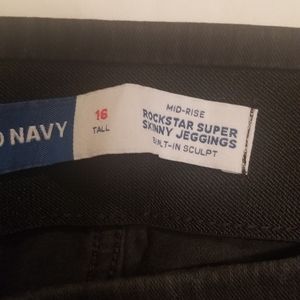 D NAVY
16
TALL
MID-RISE
ROCKSTAR SUPER
SKINNY JEGGINGS
BUILT-IN SCULPT